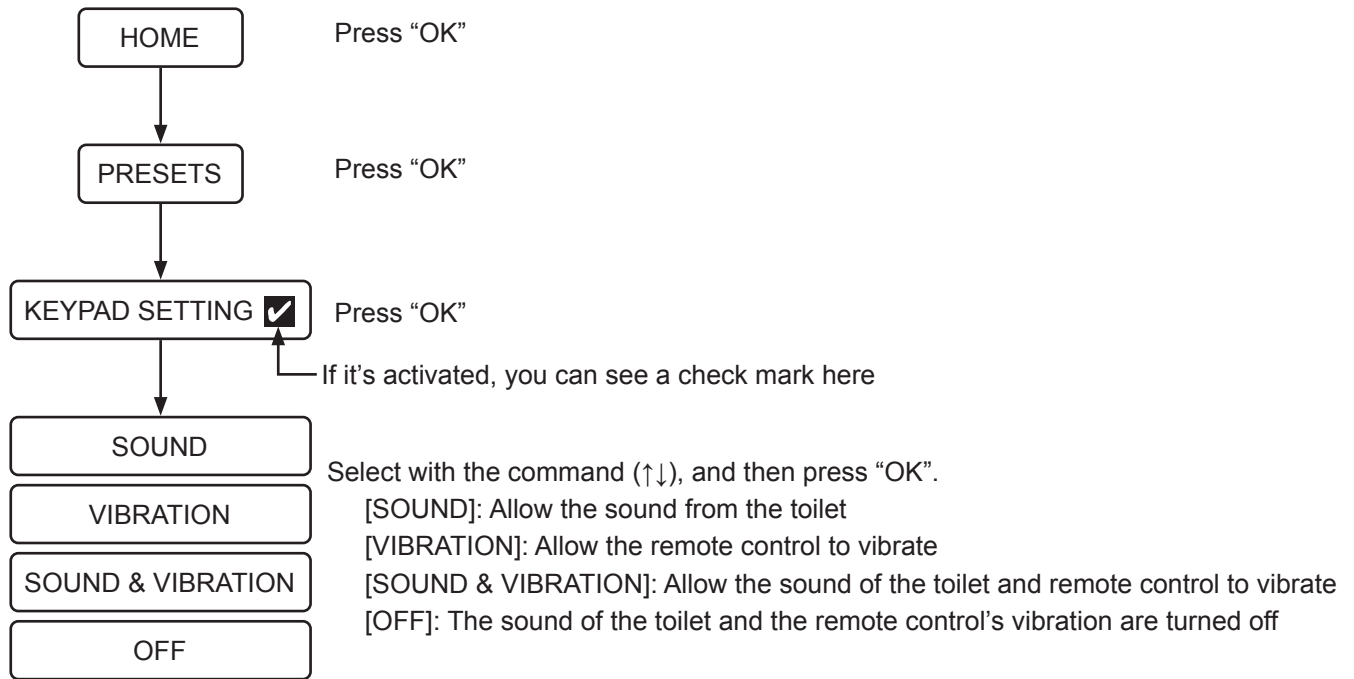 HOME
Press “OK”
PRESETS
Press “OK”
KEYPAD SETTING ✔
Press “OK”
If it’s activated, you can see a check mark here
SOUND
VIBRATION
SOUND & VIBRATION
OFF
Select with the command (↑↓), and then press “OK”.
[SOUND]: Allow the sound from the toilet
[VIBRATION]: Allow the remote control to vibrate
[SOUND & VIBRATION]: Allow the sound of the toilet and remote control to vibrate
[OFF]: The sound of the toilet and the remote control’s vibration are turned off